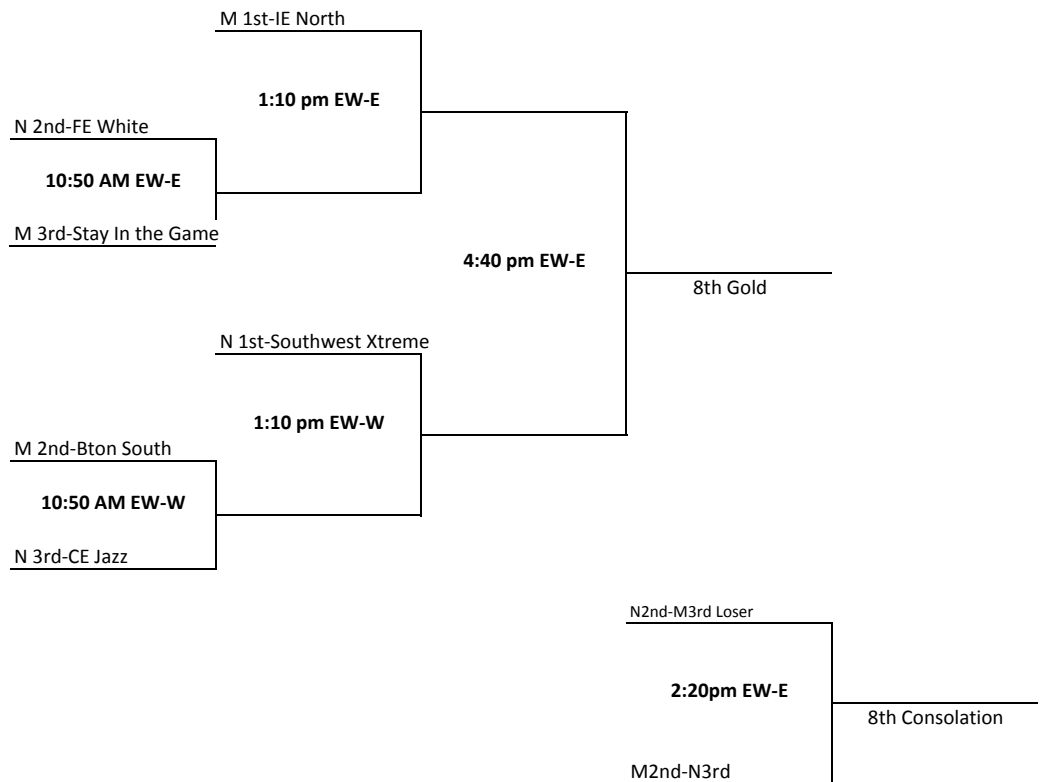 M 1st-IE North
1:10 pm EW-E
N 2nd-FE White
10:50 AM EW-E
M 3rd-Stay In the Game
4:40 pm EW-E
8th Gold
N 1st-Southwest Xtreme
1:10 pm EW-W
M 2nd-Bton South
10:50 AM EW-W
N 3rd-CE Jazz
N2nd-M3rd Loser
2:20pm EW-E
8th Consolation
M2nd-N3rd